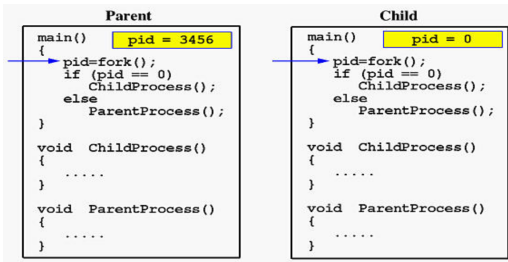 Parent
main()
pid = 3456
{
pid=fork();
if (pid == 0)
ChildProcess();
else
ParentProcess();
}
void ChildProcess()
{
.....
}
void ParentProcess()
{
.....
}
Child
main()
pid = 0
{
pid=fork();
if (pid == 0)
ChildProcess();
else
ParentProcess();
}
void ChildProcess()
{
.....
}
void ParentProcess()
{
.....
}